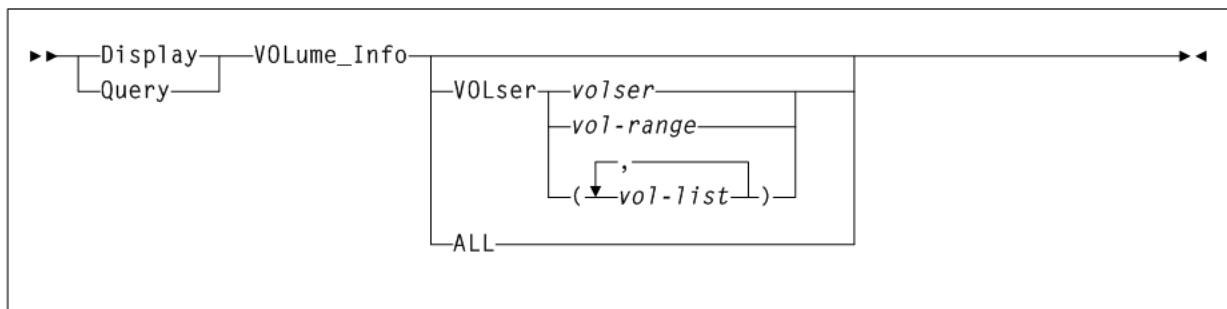 Display VOLume_Info
Query VOLser volser
vol-range
,
( vol-list )
ALL